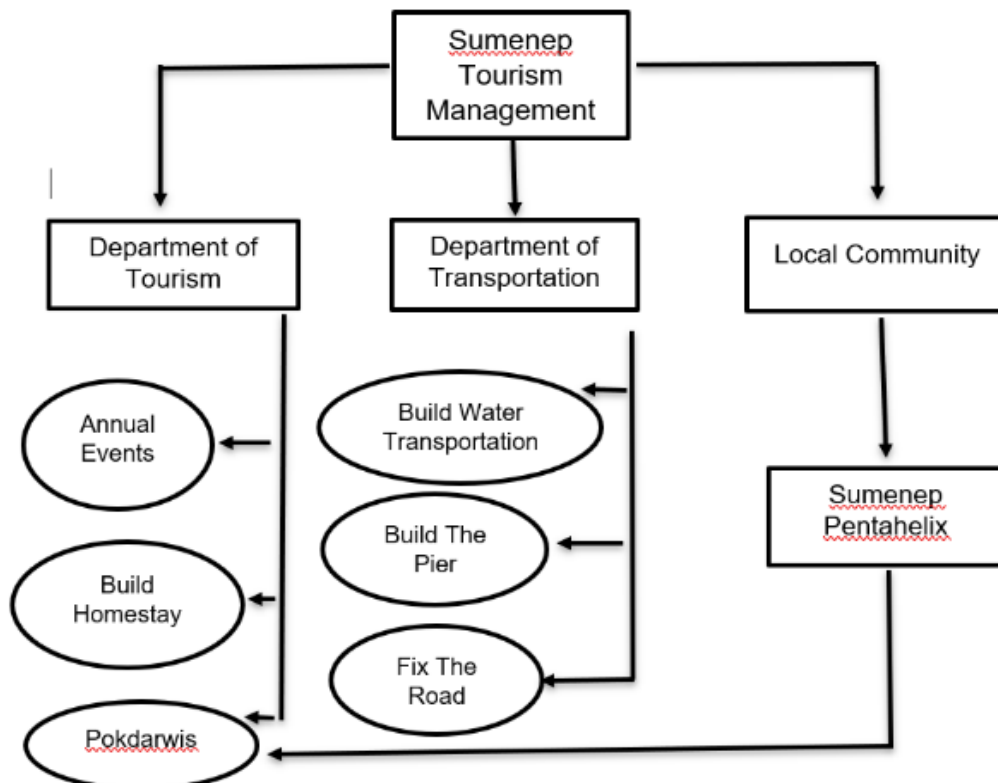 Sumenep
Tourism
Management
Department of
Tourism
Department of
Transportation
Local Community
Annual
Events
Build Water
Transportation
Sumenep
Pentahelix
Build The
Pier
Build
Homestay
Fix The
Road
Pokdarwis